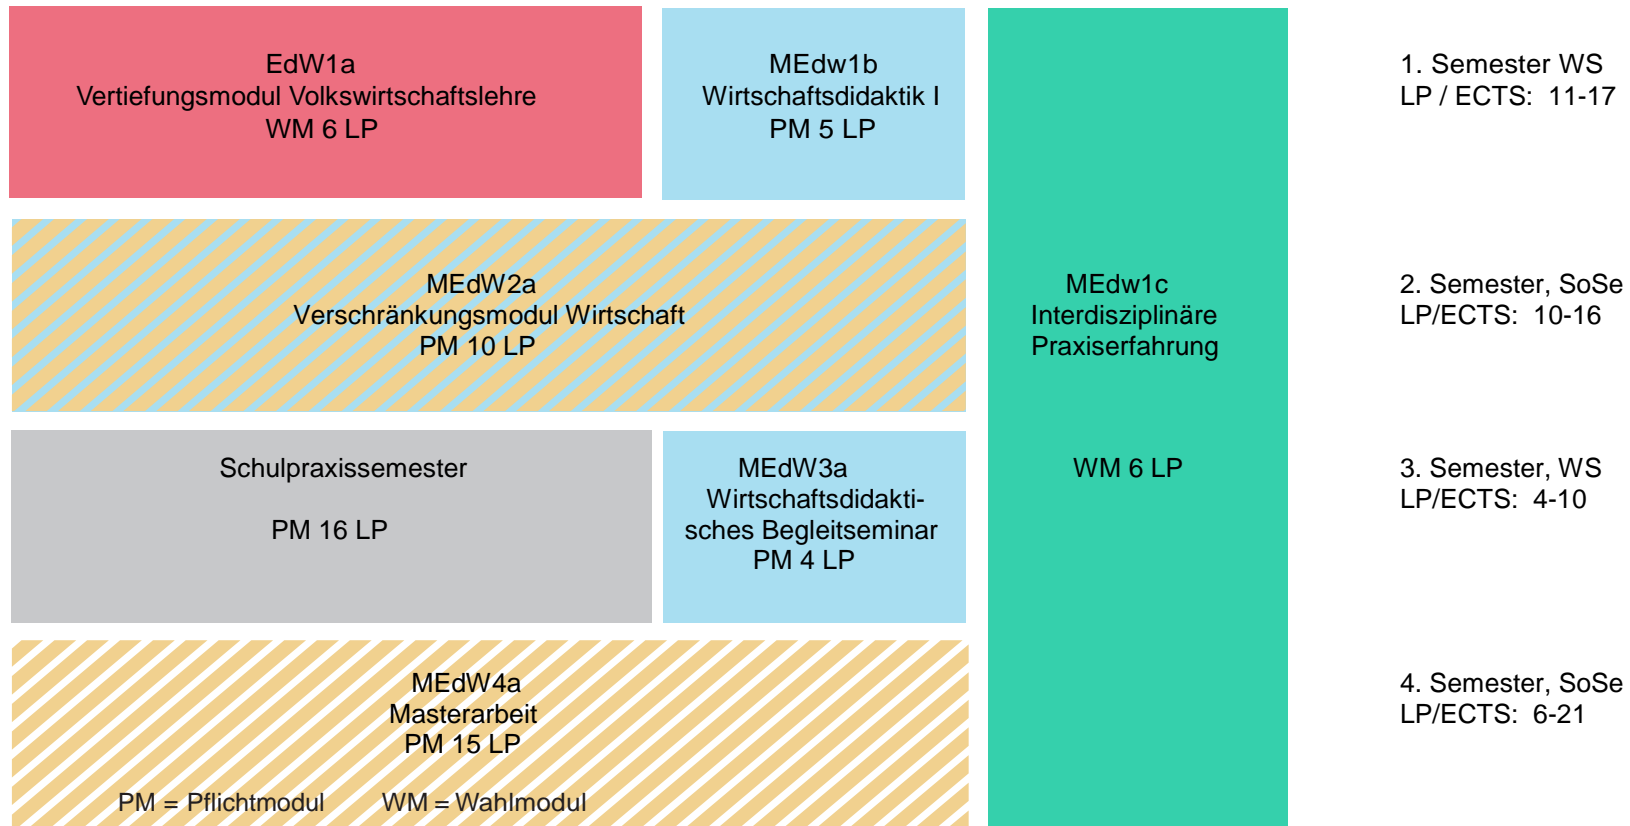 EdW1a
Vertiefungsmodul Volkswirtschaftslehre
WM 6 LP
MEdw1b
Wirtschaftsdidaktik I
PM 5 LP
1. Semester WS
LP / ECTS: 11-17
MEdW2a
Verschränkungsmodul Wirtschaft
PM 10 LP
MEdw1c
Interdisziplinäre
Praxiserfahrung
WM 6 LP
2. Semester, SoSe
LP/ECTS: 10-16
Schulpraxissemester
PM 16 LP
MEdW3a
Wirtschaftsdidakti-
sches Begleitseminar
PM 4 LP
3. Semester, WS
LP/ECTS: 4-10
MEdW4a
Masterarbeit
PM 15 LP
PM = Pflichtmodul WM = Wahlmodul
4. Semester, SoSe
LP/ECTS: 6-21